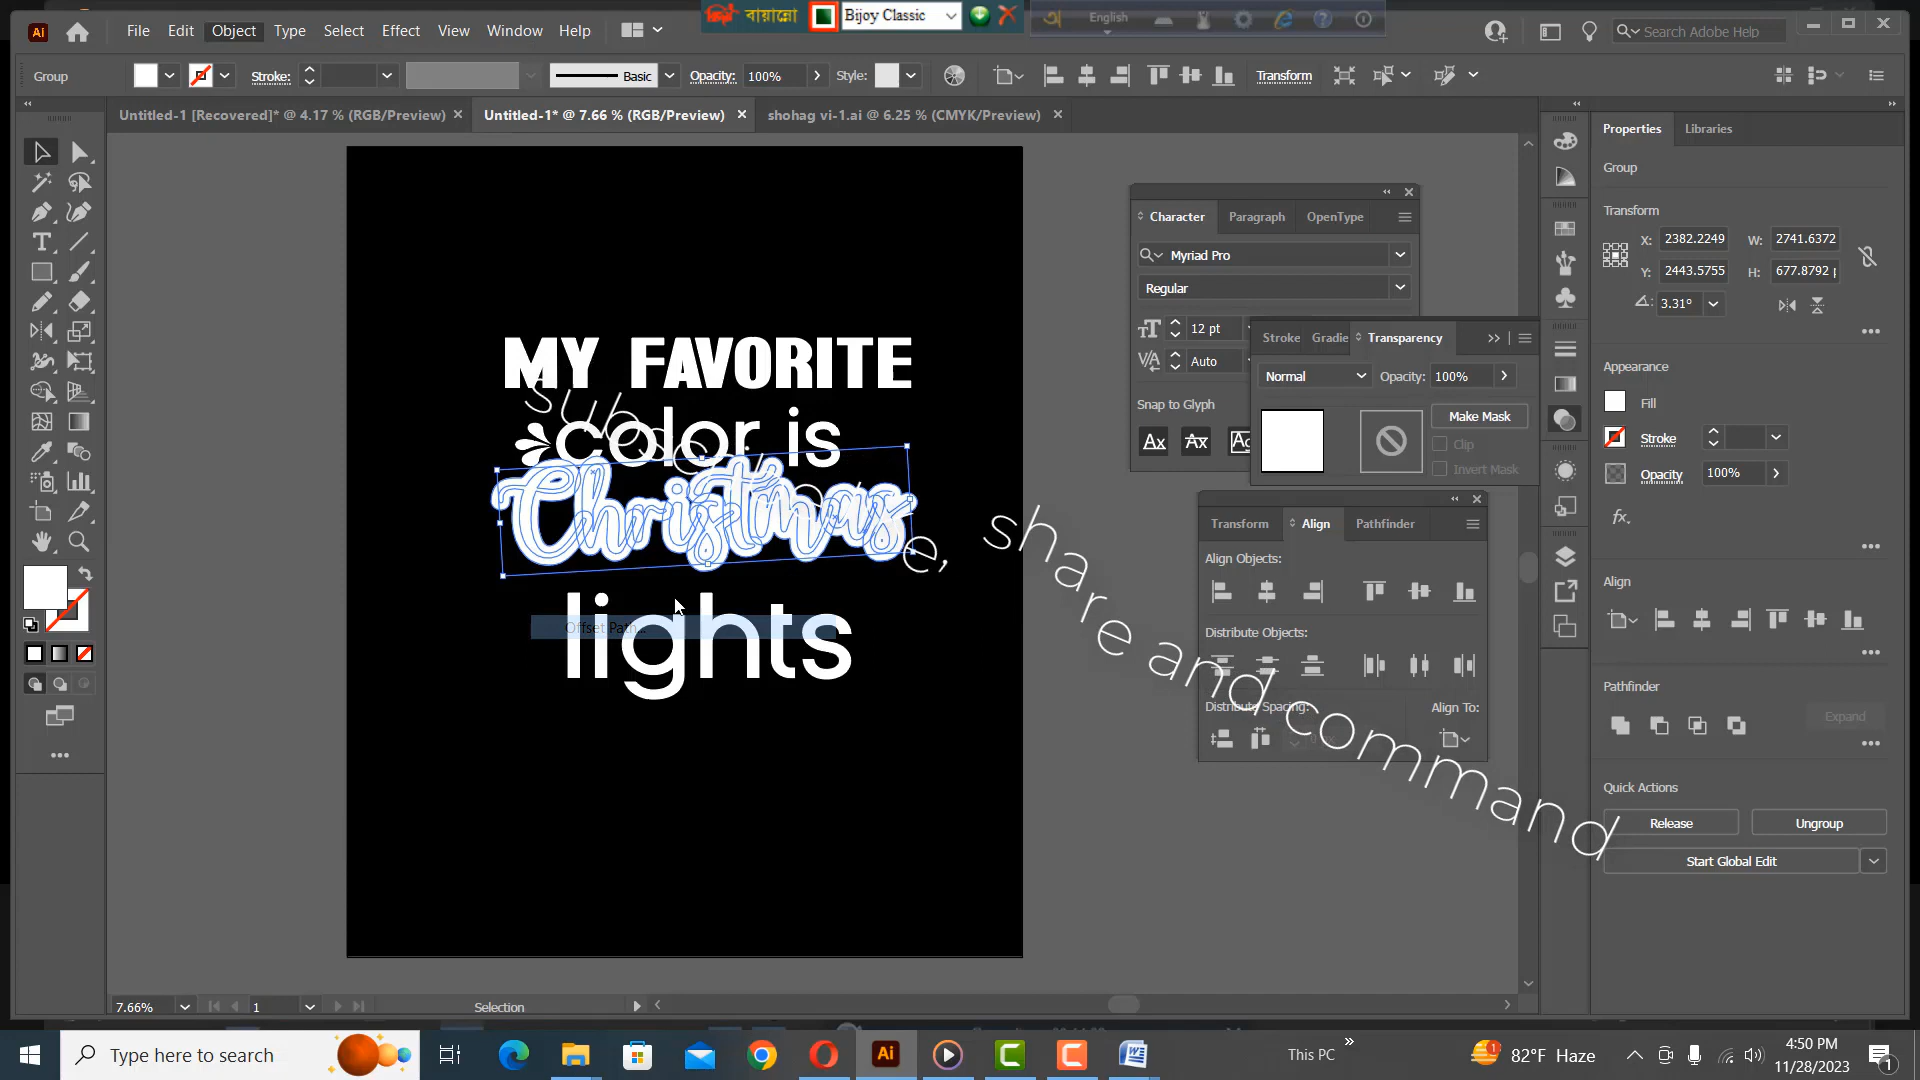 বায়ান্নো
Bijoy Classic
English
File Edit Object Type Select Effect View Window Help
Search Adobe Help
Group
Stroke:
Basic
Opacity: 100%
Style:
Transform
Untitled-1 [Recovered]* @ 4.17 % (RGB/Preview)
Untitled-1* @ 7.66 % (RGB/Preview)
shohag vi-1.ai @ 6.25 % (CMYK/Preview)
MY FAVORITE
color is
Christmas
lights
Offset Path...
share and command
Character Paragraph OpenType
Myriad Pro
Regular
12 pt
Auto
Snap to Glyph
Stroke Gradie Transparency
Normal
Opacity: 100%
Make Mask
Clip
Invert Mask
Transform Align Pathfinder
Align Objects:
Distribute Objects:
Distribute Spacing:
Align To:
Properties Libraries
Group
Transform
X: 2382.2249 W: 2741.6372
Y: 2443.5755 H: 677.8792 p
3.31°
Appearance
Fill
Stroke
Opacity 100%
fx
Align
Pathfinder
Expand
Quick Actions
Release
Ungroup
Start Global Edit
7.66%
1
Selection
Type here to search
This PC
82°F Haze
4:50 PM
11/28/2023